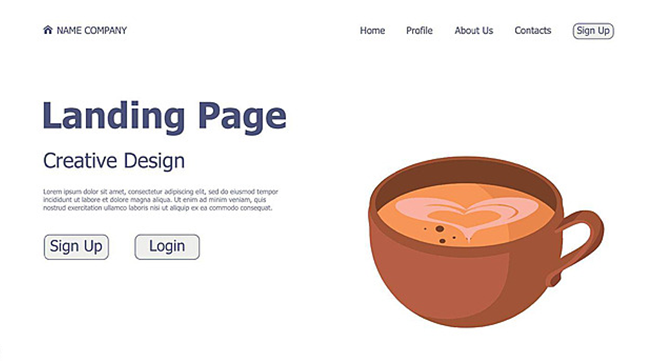 NAME COMPANY
Home Profile About Us Contacts Sign Up
Landing Page
Creative Design
Lorem ipsum dolor sit amet, consectetur adipiscing elit, sed do eiusmod tempor
incididunt ut labore et dolore magna aliqua. Ut enim ad minim veniam, quis
nostrud exercitation ullamco laboris nisi ut aliquip ex ea commodo consequat.
Sign Up Login